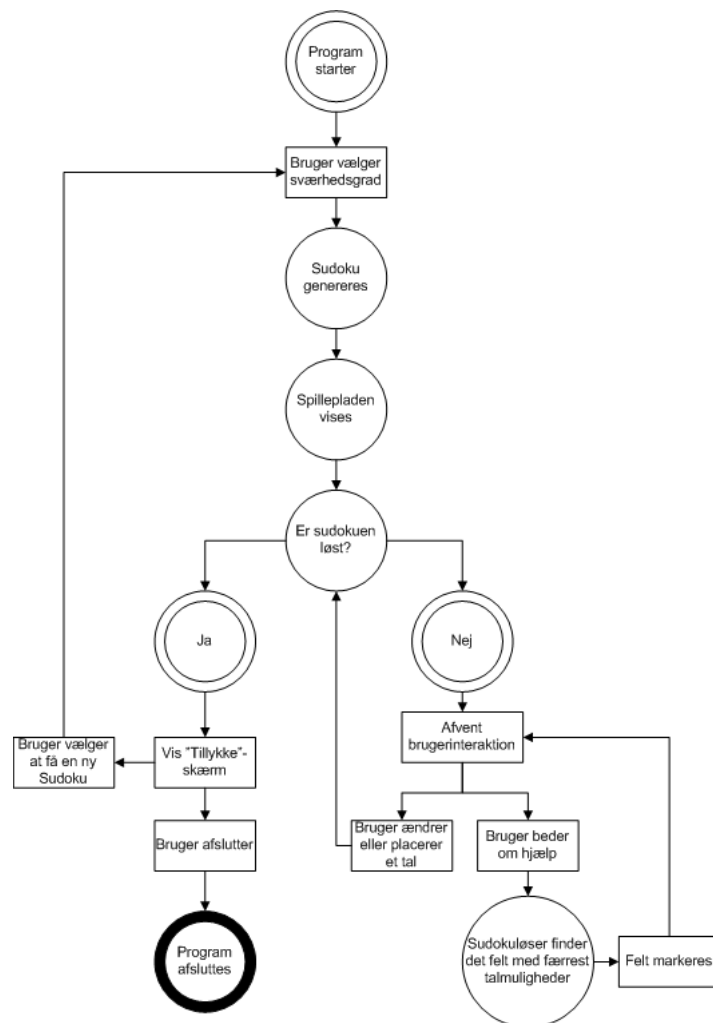 Program
starter
Bruger vælger
sværhedsgrad
Sudoku
genereres
Spillepladen
vises
Er sudokuen
løst?
Ja
Nej
Bruger vælger
at få en ny
Sudoku
Vis "Tillykke"-
skærm
Afvent
brugerinteraktion
Bruger afslutter
Bruger ændrer
eller placerer
et tal
Bruger beder
om hjælp
Program
afsluttes
Sudokuløser finder
det felt med færrest
talmuligheder
Felt markeres